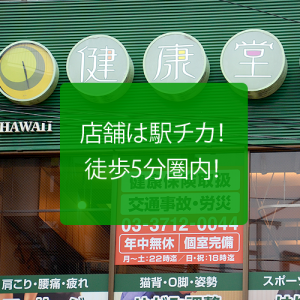 健康堂
HAWAii
店舗は駅チカ!
徒歩5分圏内!
健康保険取扱
交通事故・労災
03-3712-0044
年中無休 個室完備
月~土:22時迄/日・祝:18時迄
肩こり・腰痛・疲れ
猫背・O脚・姿勢
スポーツ